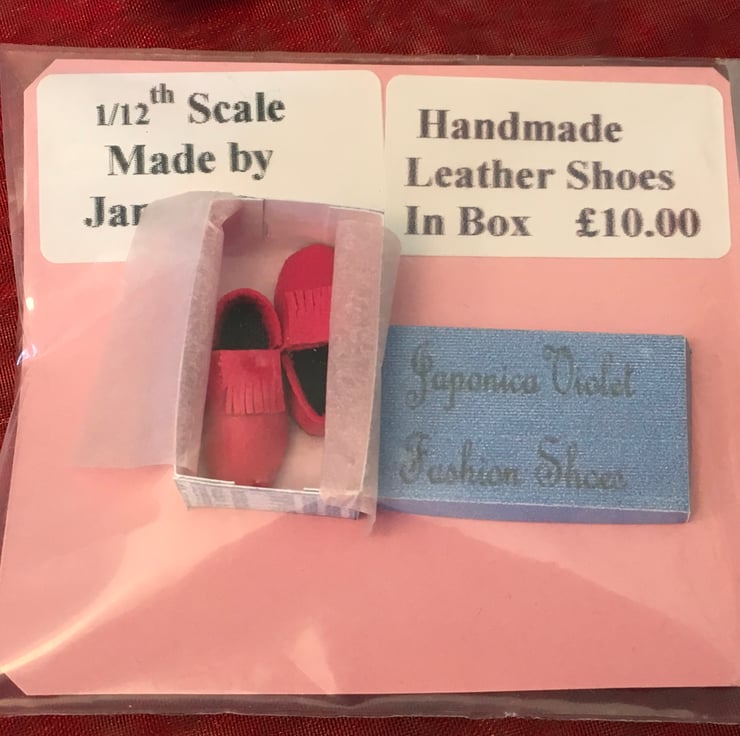 1/12th Scale
Made by
Handmade
Leather Shoes
In Box £10.00
Japonica Violet
Fashion Shoes